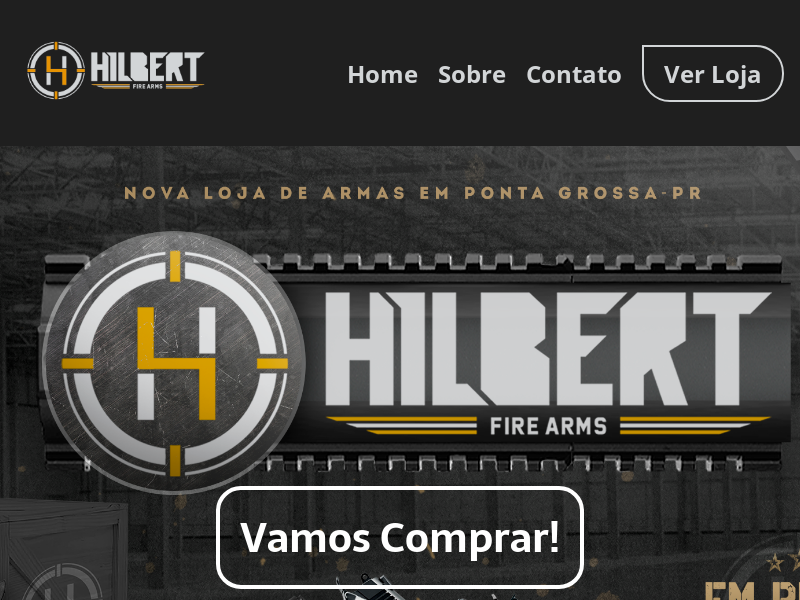 HILBERT
FIRE ARMS
Home Sobre Contato Ver Loja
NOVA LOJA DE ARMAS EM PONTA GROSSA-PR
HILBERT
FIRE ARMS
Vamos Comprar!
EM